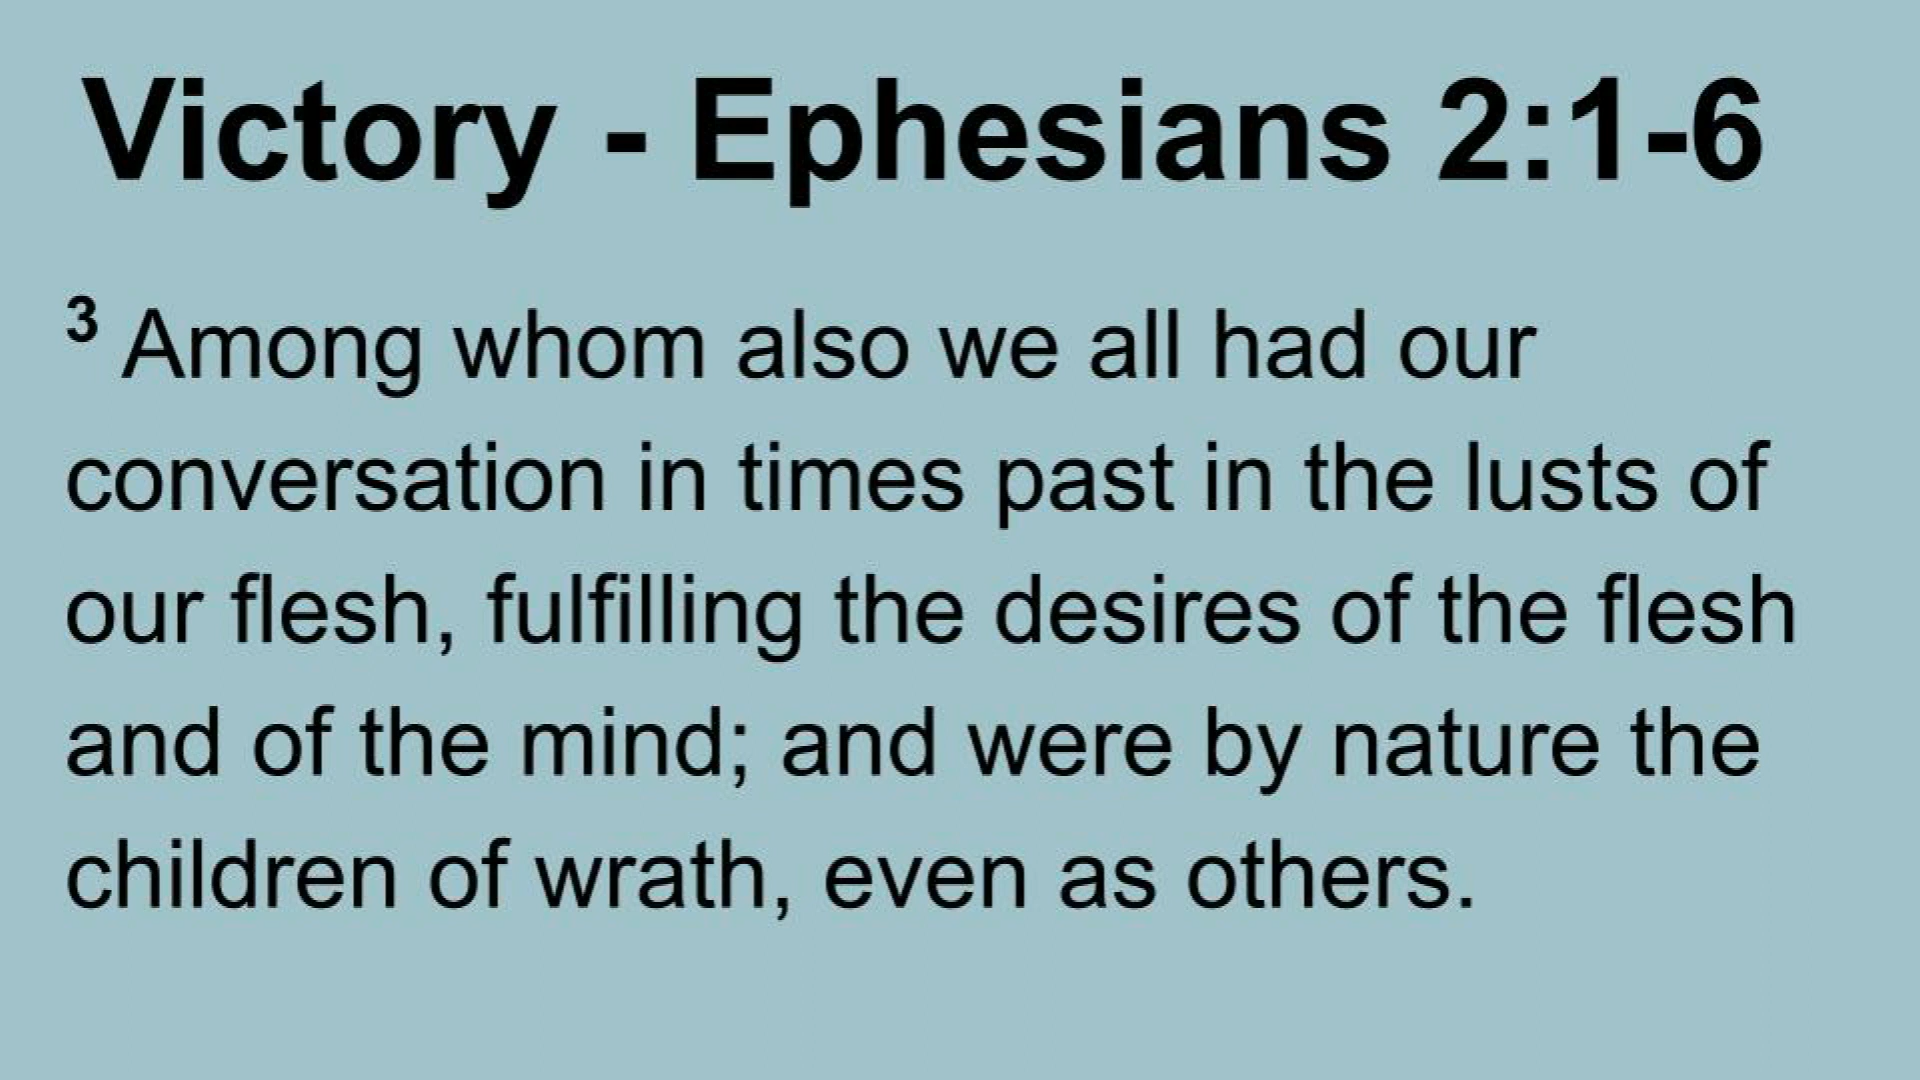 Victory - Ephesians 2:1-6
3 Among whom also we all had our
conversation in times past in the lusts of
our flesh, fulfilling the desires of the flesh
and of the mind; and were by nature the
children of wrath, even as others.